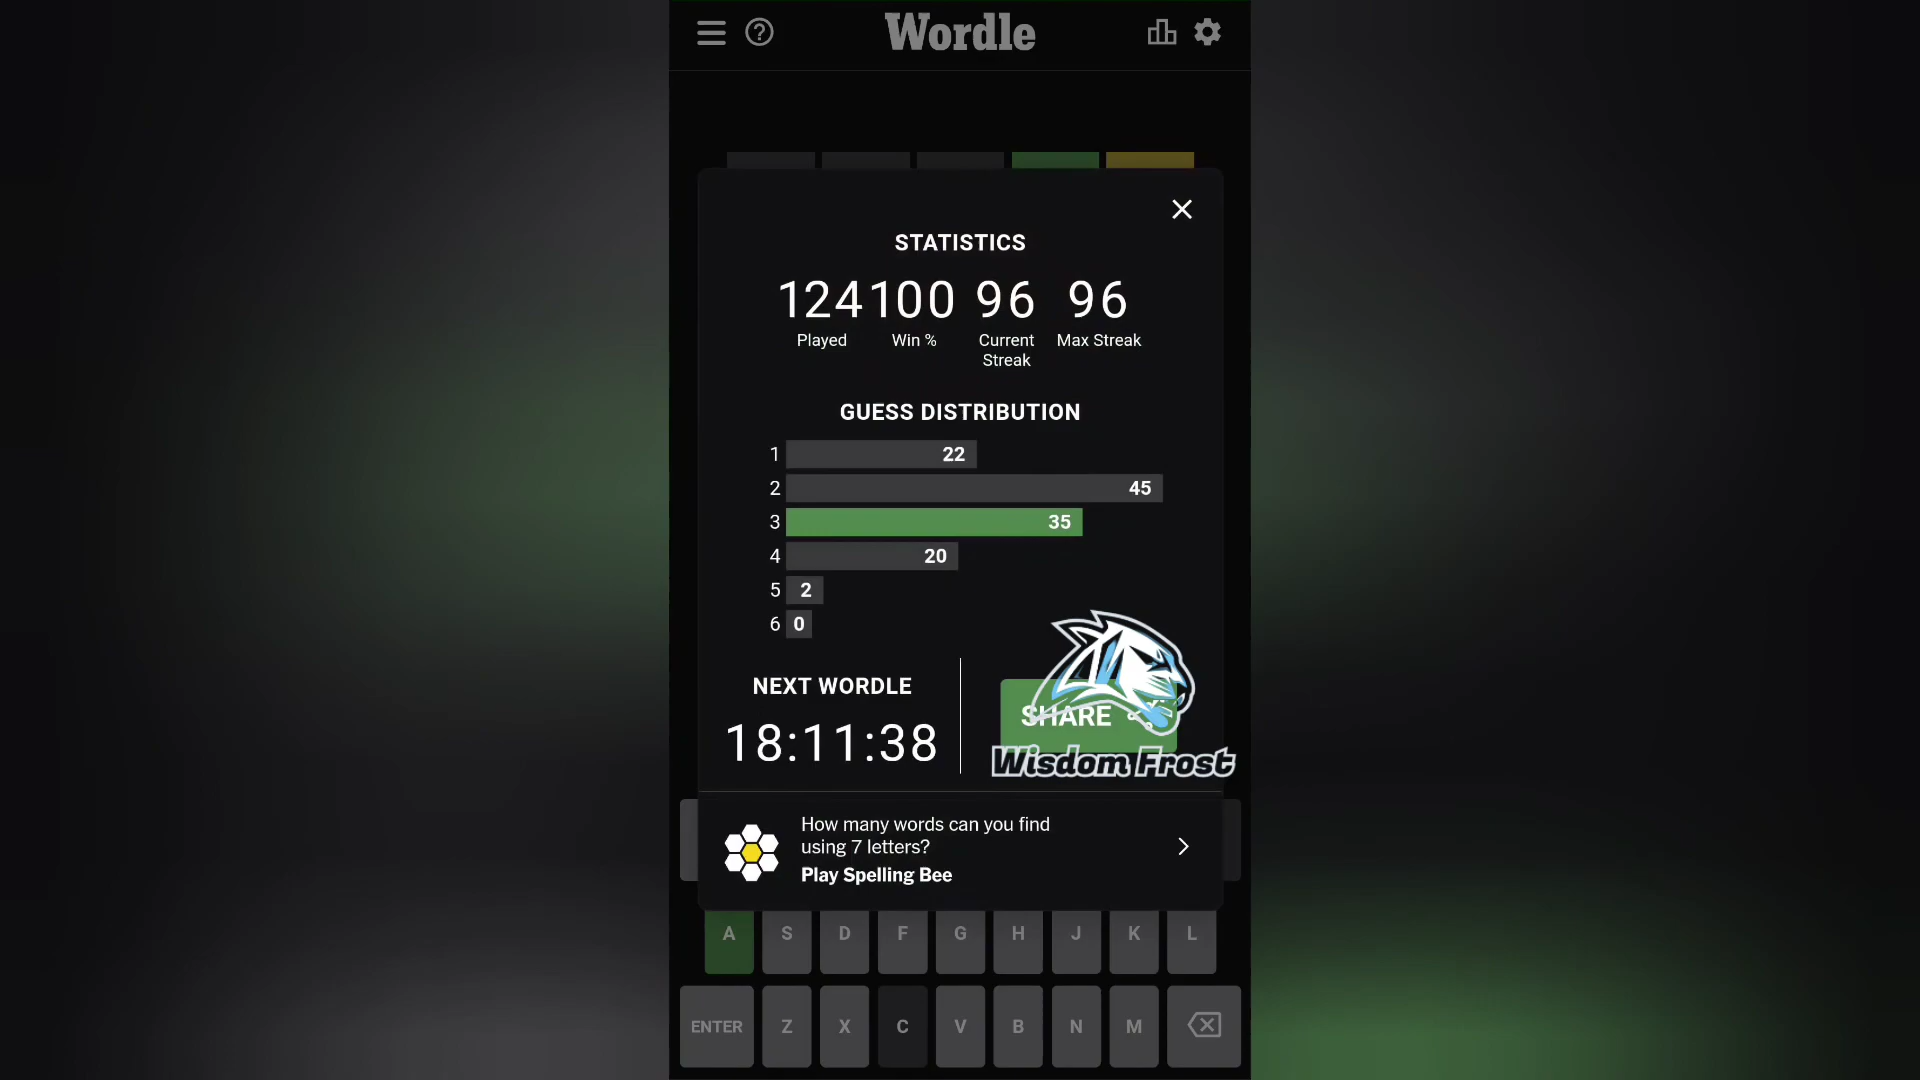 Wordle
STATISTICS
124 100 96 96
Played Win % Current Streak Max Streak
GUESS DISTRIBUTION
1 22
2 45
3 35
4 20
5 2
6 0
NEXT WORDLE
18:11:38
SHARE
Wisdom Frost
How many words can you find
using 7 letters?
Play Spelling Bee
A S D F G H J K L
ENTER Z X C V B N M